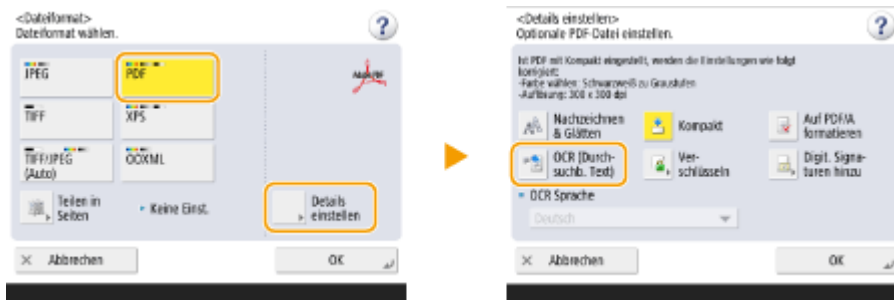 <Dateiformat>
Dateiformat wählen.
?
JPEG
PDF
TIFF
XPS
TIFF/JPEG
(Auto)
OOXML
Teilen in
Seiten
Keine Einst.
Details
einstellen
× Abbrechen
OK
<Details einstellen>
Optionale PDF-Datei einstellen.
?
Ist PDF mit Kompakt eingestellt, werden die Einstellungen wie folgt
korrigiert:
-Farbe wählen: Schwarzweiß zu Graustufen
-Auflösung: 300 x 300 dpi
Nachzeichnen
& Glätten
Kompakt
Auf PDF/A
formatieren
OCR (Durch-
suchb. Text)
Ver-
schlüsseln
Digit. Signa-
turen hinzu
OCR Sprache
Deutsch
× Abbrechen
OK